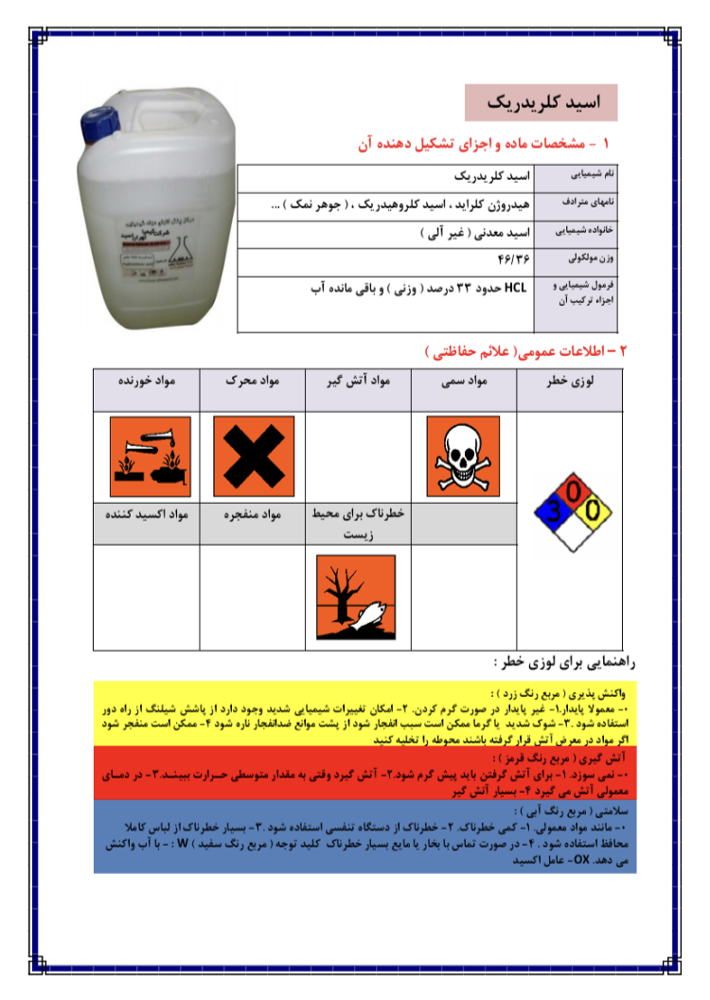 اسید کلریدریک
۱ - مشخصات ماده و اجزای تشکیل دهنده آن
نام شیمیایی
اسید کلریدریک
نامهای مترادف
هیدروژن کلراید ، اسید کلروهیدریک ، ( جوهر نمک ) ...
خانواده شیمیایی
اسید معدنی ( غیر آلی )
وزن مولکولی
۴۶/۳۶
فرمول شیمیایی و
اجزاء ترکیب آن
HCL حدود ۳۳ درصد ( وزنی ) و باقی مانده آب
۲ – اطلاعات عمومی( علائم حفاظتی )
لوزی خطر
مواد سمی
مواد آتش گیر
مواد محرک
مواد خورنده
0
3
0
خطرناک برای محیط
زیست
مواد منفجره
مواد اکسید کننده
راهنمایی برای لوزی خطر :
واکنش پذیری ( مربع رنگ زرد ) :
۰- معمولا پایدار.۱- غیر پایدار در صورت گرم کردن. ۲- امکان تغییرات شیمیایی شدید وجود دارد از پاشش شیلنگ از راه دور
استفاده شود .۳- شوک شدید یا گرما ممکن است سبب انفجار شود از پشت موانع ضدانفجار ناره شود ۴- ممکن است منفجر شود
اگر مواد در معرض آتش قرار گرفته باشند محوطه را تخلیه کنید
آتش گیری ( مربع رنگ قرمز ) :
۰- نمی سوزد. ۱- برای آتش گرفتن باید پیش گرم شود.۲- آتش گیرد وقتی به مقدار متوسطی حـرارت ببینـد.۳- در دمـای
معمولی آتش می گیرد ۴- بسیار آتش گیر
سلامتی ( مربع رنگ آبی ) :
۰- مانند مواد معمولی. ۱- کمی خطرناک. ۲- خطرناک از دستگاه تنفسی استفاده شود .۳- بسیار خطرناک از لباس کاملا
محافظ استفاده شود . ۴- در صورت تماس با بخار یا مایع بسیار خطرناک کلید توجه ( مربع رنگ سفید ) W : - با آب واکنش
می دهد. OX- عامل اکسید